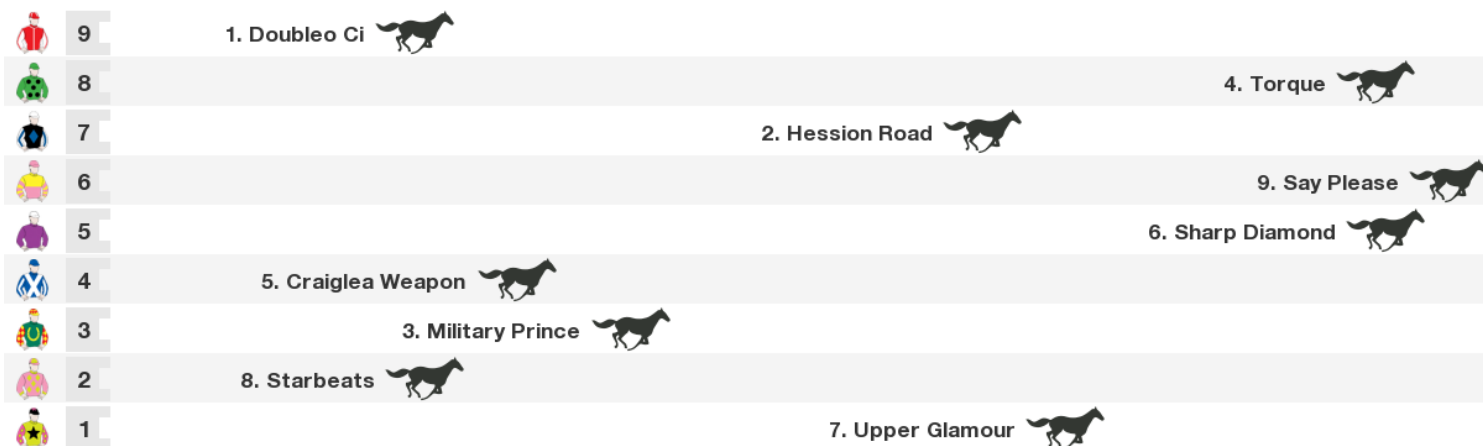 9 1. Doubleo Ci
8 4. Torque
7 2. Hession Road
6 9. Say Please
5 6. Sharp Diamond
4 5. Craiglea Weapon
3 3. Military Prince
2 8. Starbeats
1 7. Upper Glamour